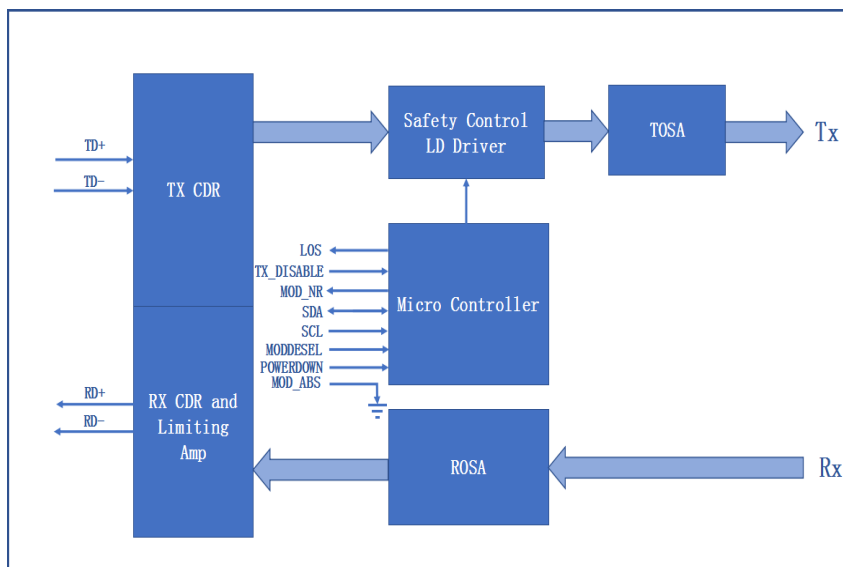 TD+
TD-
TX CDR
Safety Control
LD Driver
TOSA
Tx
LOS
TX_DISABLE
MOD_NR
SDA
SCL
MODDESEL
POWERDOWN
MOD_ABS
Micro Controller
RD+
RD-
RX CDR and
Limiting
Amp
ROSA
Rx